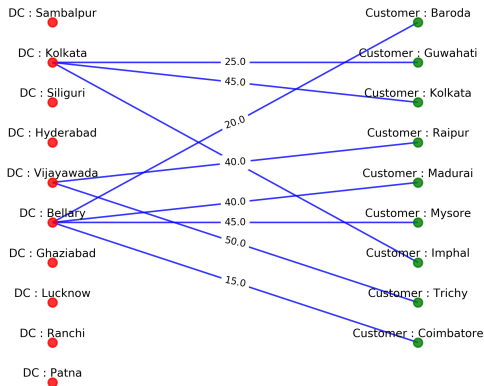 DC : Sambalpur
Customer : Baroda
DC : Kolkata
25.0
Customer : Guwahati
DC : Siliguri
45.0
Customer : Kolkata
20.0
DC : Hyderabad
Customer : Raipur
40.0
DC : Vijayawada
Customer : Madurai
40.0
DC : Bellary
45.0
Customer : Mysore
50.0
DC : Ghaziabad
Customer : Imphal
15.0
DC : Lucknow
Customer : Trichy
DC : Ranchi
Customer : Coimbatore
DC : Patna